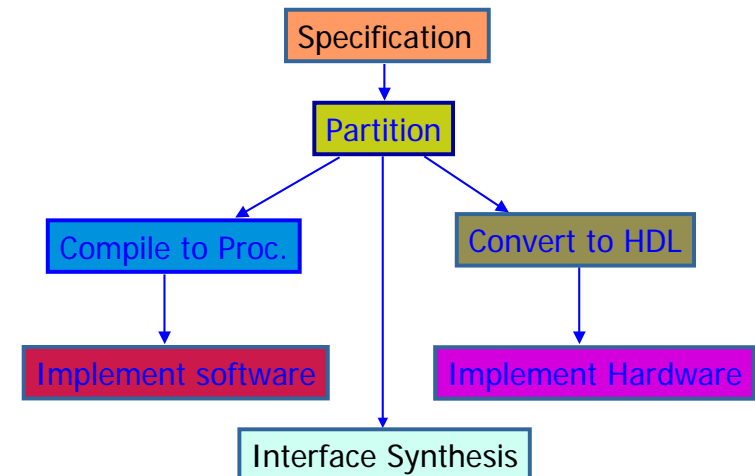 Specification
Partition
Compile to Proc.
Convert to HDL
Implement software
Implement Hardware
Interface Synthesis